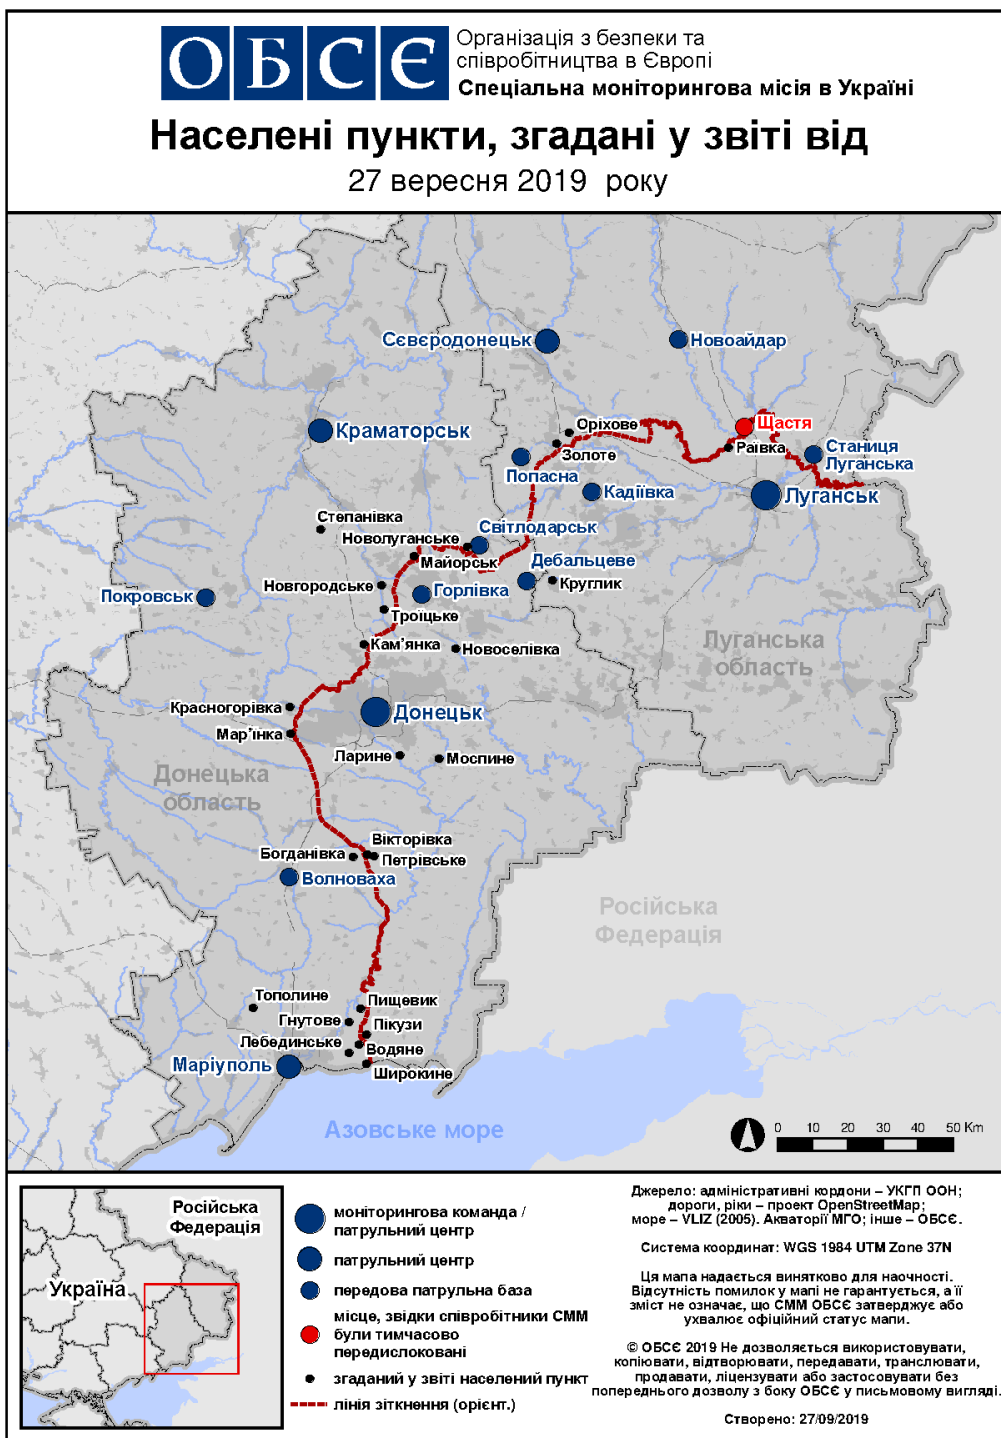 ОБСЄ
Організація з безпеки та
співробітництва в Європі
Спеціальна моніторингова місія в Україні
Населені пункти, згадані у звіті від
27 вересня 2019 року
Сєвєродонецьк
Новоайдар
Краматорськ
Оріхове
Щастя
Золоте
Раївка
Станиця
Луганська
Попасна
Кадіївка
Луганськ
Степанівка
Світлодарськ
Новолуганське
Майорськ
Дебальцеве
Новгородське
Круглик
Покровськ
Горлівка
Троїцьке
Кам'янка
Новоселівка
Луганська
область
Красногорівка
Донецьк
Мар'їнка
Ларине
Моспине
Донецька
область
Вікторівка
Богданівка
Петрівське
Волноваха
Російська
Федерація
Тополине
Пищевик
Гнутове
Пікузи
Лебединське
Водяне
Маріуполь
Широкине
Азовське море
0 10 20 30 40 50 Km
Російська
Федерація
Україна
моніторингова команда /
патрульний центр
патрульний центр
передова патрульна база
місце, звідки співробітники СММ
були тимчасово
передислоковані
згаданий у звіті населений пункт
лінія зіткнення (орієнт.)
Джерело: адміністративні кордони – УКГП ООН;
дороги, ріки – проект OpenStreetMap;
море – VLIZ (2005). Акваторії МГО; інше – ОБСЄ.
Система координат: WGS 1984 UTM Zone 37N
Ця мапа надається винятково для наочності.
Відсутність помилок у мапі не гарантується, а її
зміст не означає, що СММ ОБСЄ затверджує або
ухвалює офіційний статус мапи.
© ОБСЄ 2019 Не дозволяється використовувати,
копіювати, відтворювати, передавати, транслювати,
продавати, ліцензувати або застосовувати без
попереднього дозволу з боку ОБСЄ у письмовому вигляді.
Створено: 27/09/2019